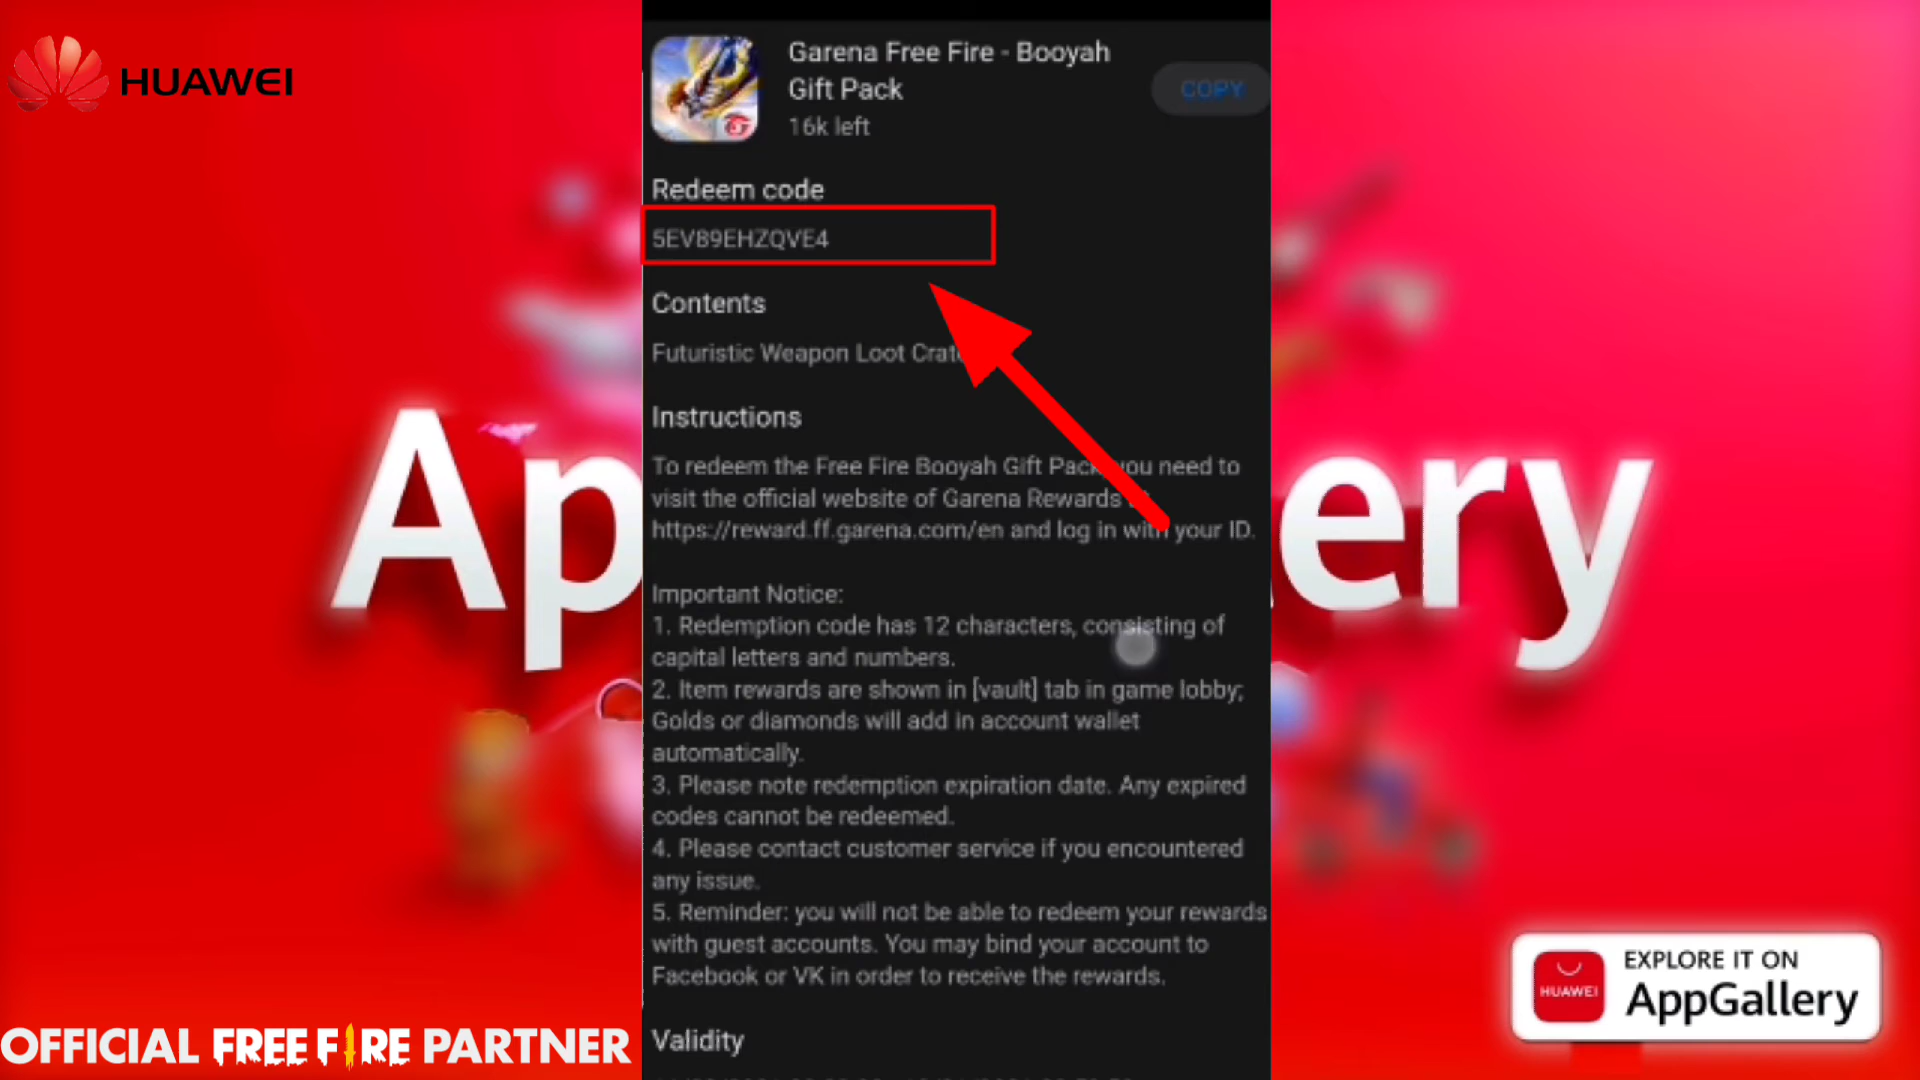 HUAWEI
Garena Free Fire - Booyah
Gift Pack
16k left
COPY
Redeem code
5EV89EHZQVE4
Contents
Futuristic Weapon Loot Crate
Instructions
To redeem the Free Fire Booyah Gift Pack, you need to
visit the official website of Garena Rewards
https://reward.ff.garena.com/en and log in with your ID.
Important Notice:
1. Redemption code has 12 characters, consisting of
capital letters and numbers.
2. Item rewards are shown in [vault] tab in game lobby;
Golds or diamonds will add in account wallet
automatically.
3. Please note redemption expiration date. Any expired
codes cannot be redeemed.
4. Please contact customer service if you encountered
any issue.
5. Reminder: you will not be able to redeem your rewards
with guest accounts. You may bind your account to
Facebook or VK in order to receive the rewards.
Validity
Ap
ery
OFFICIAL FREE FIRE PARTNER
HUAWEI
EXPLORE IT ON
AppGallery